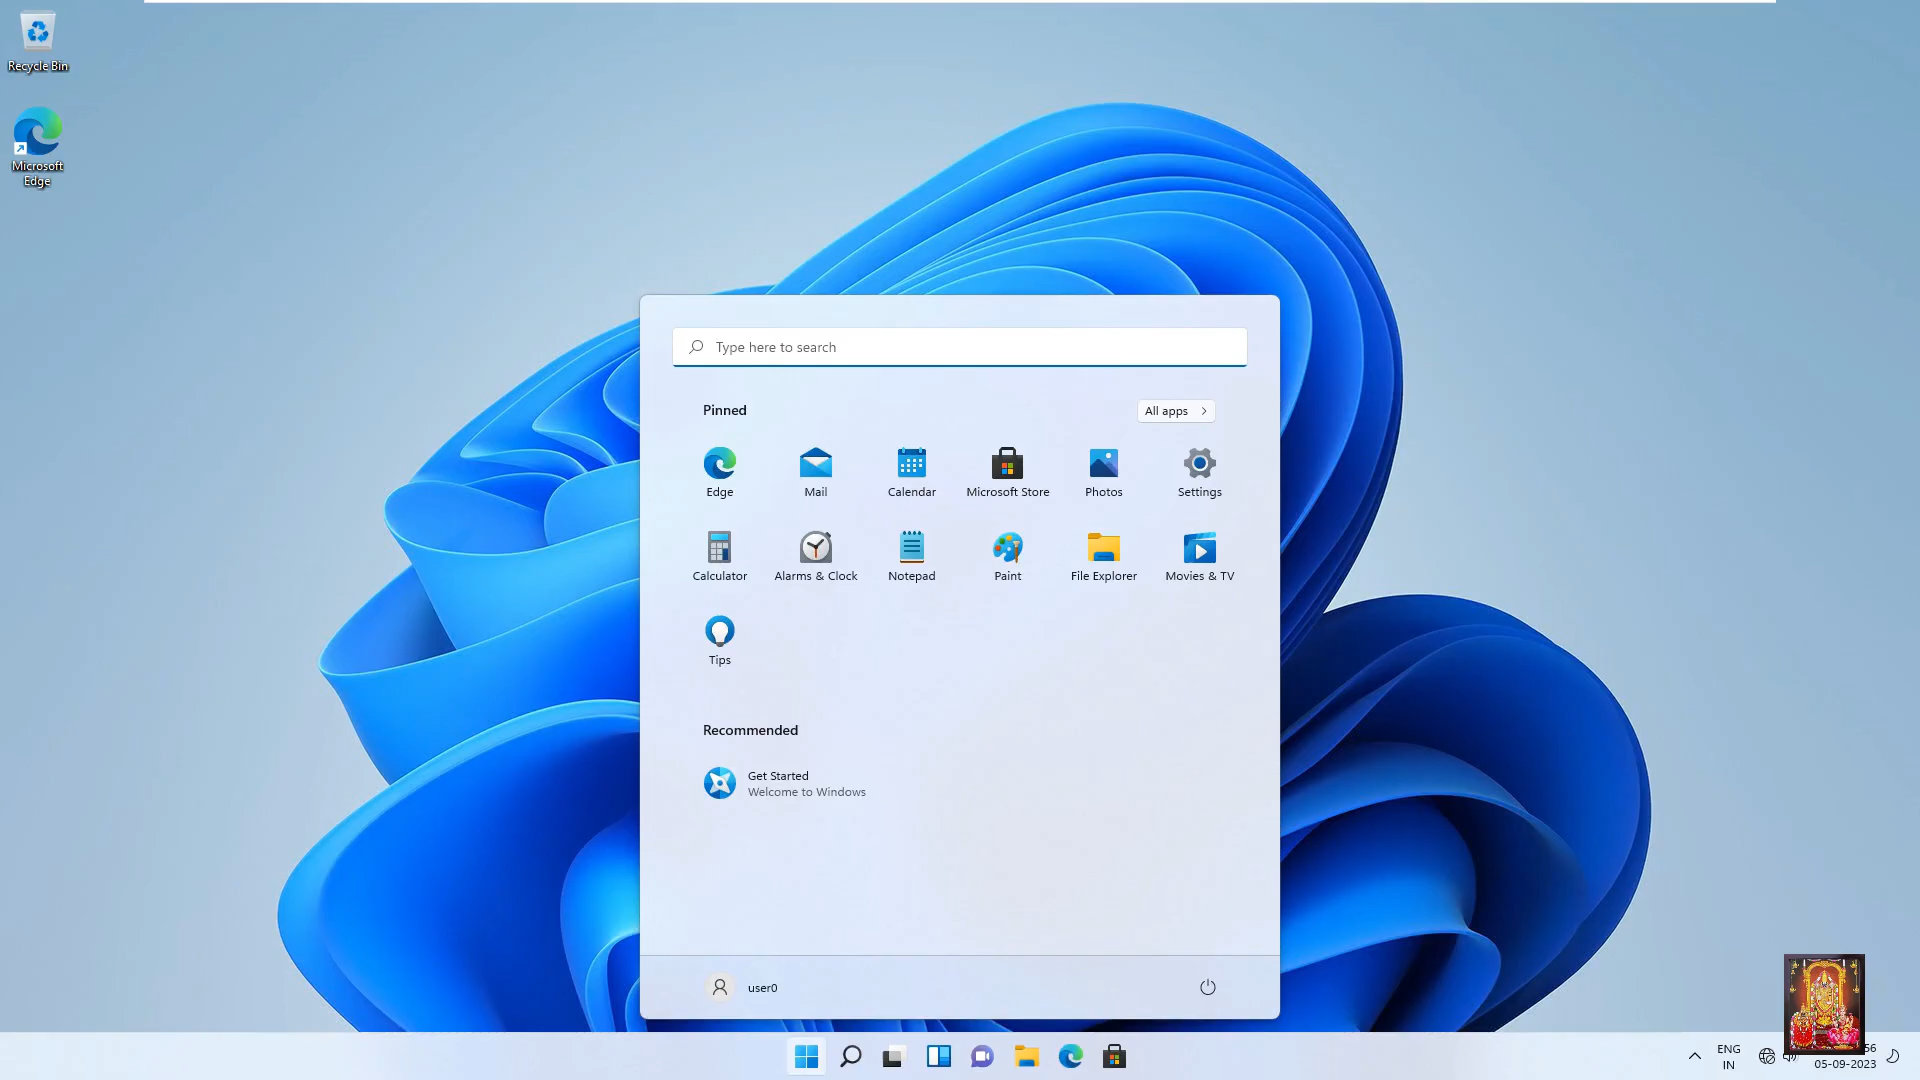 Recycle Bin
Microsoft
Edge
Type here to search
Pinned
All apps
Edge
Mail
Calendar
Microsoft Store
Photos
Settings
Calculator
Alarms & Clock
Notepad
Paint
File Explorer
Movies & TV
Tips
Recommended
Get Started
Welcome to Windows
user0
ENG
IN
56
05-09-2023